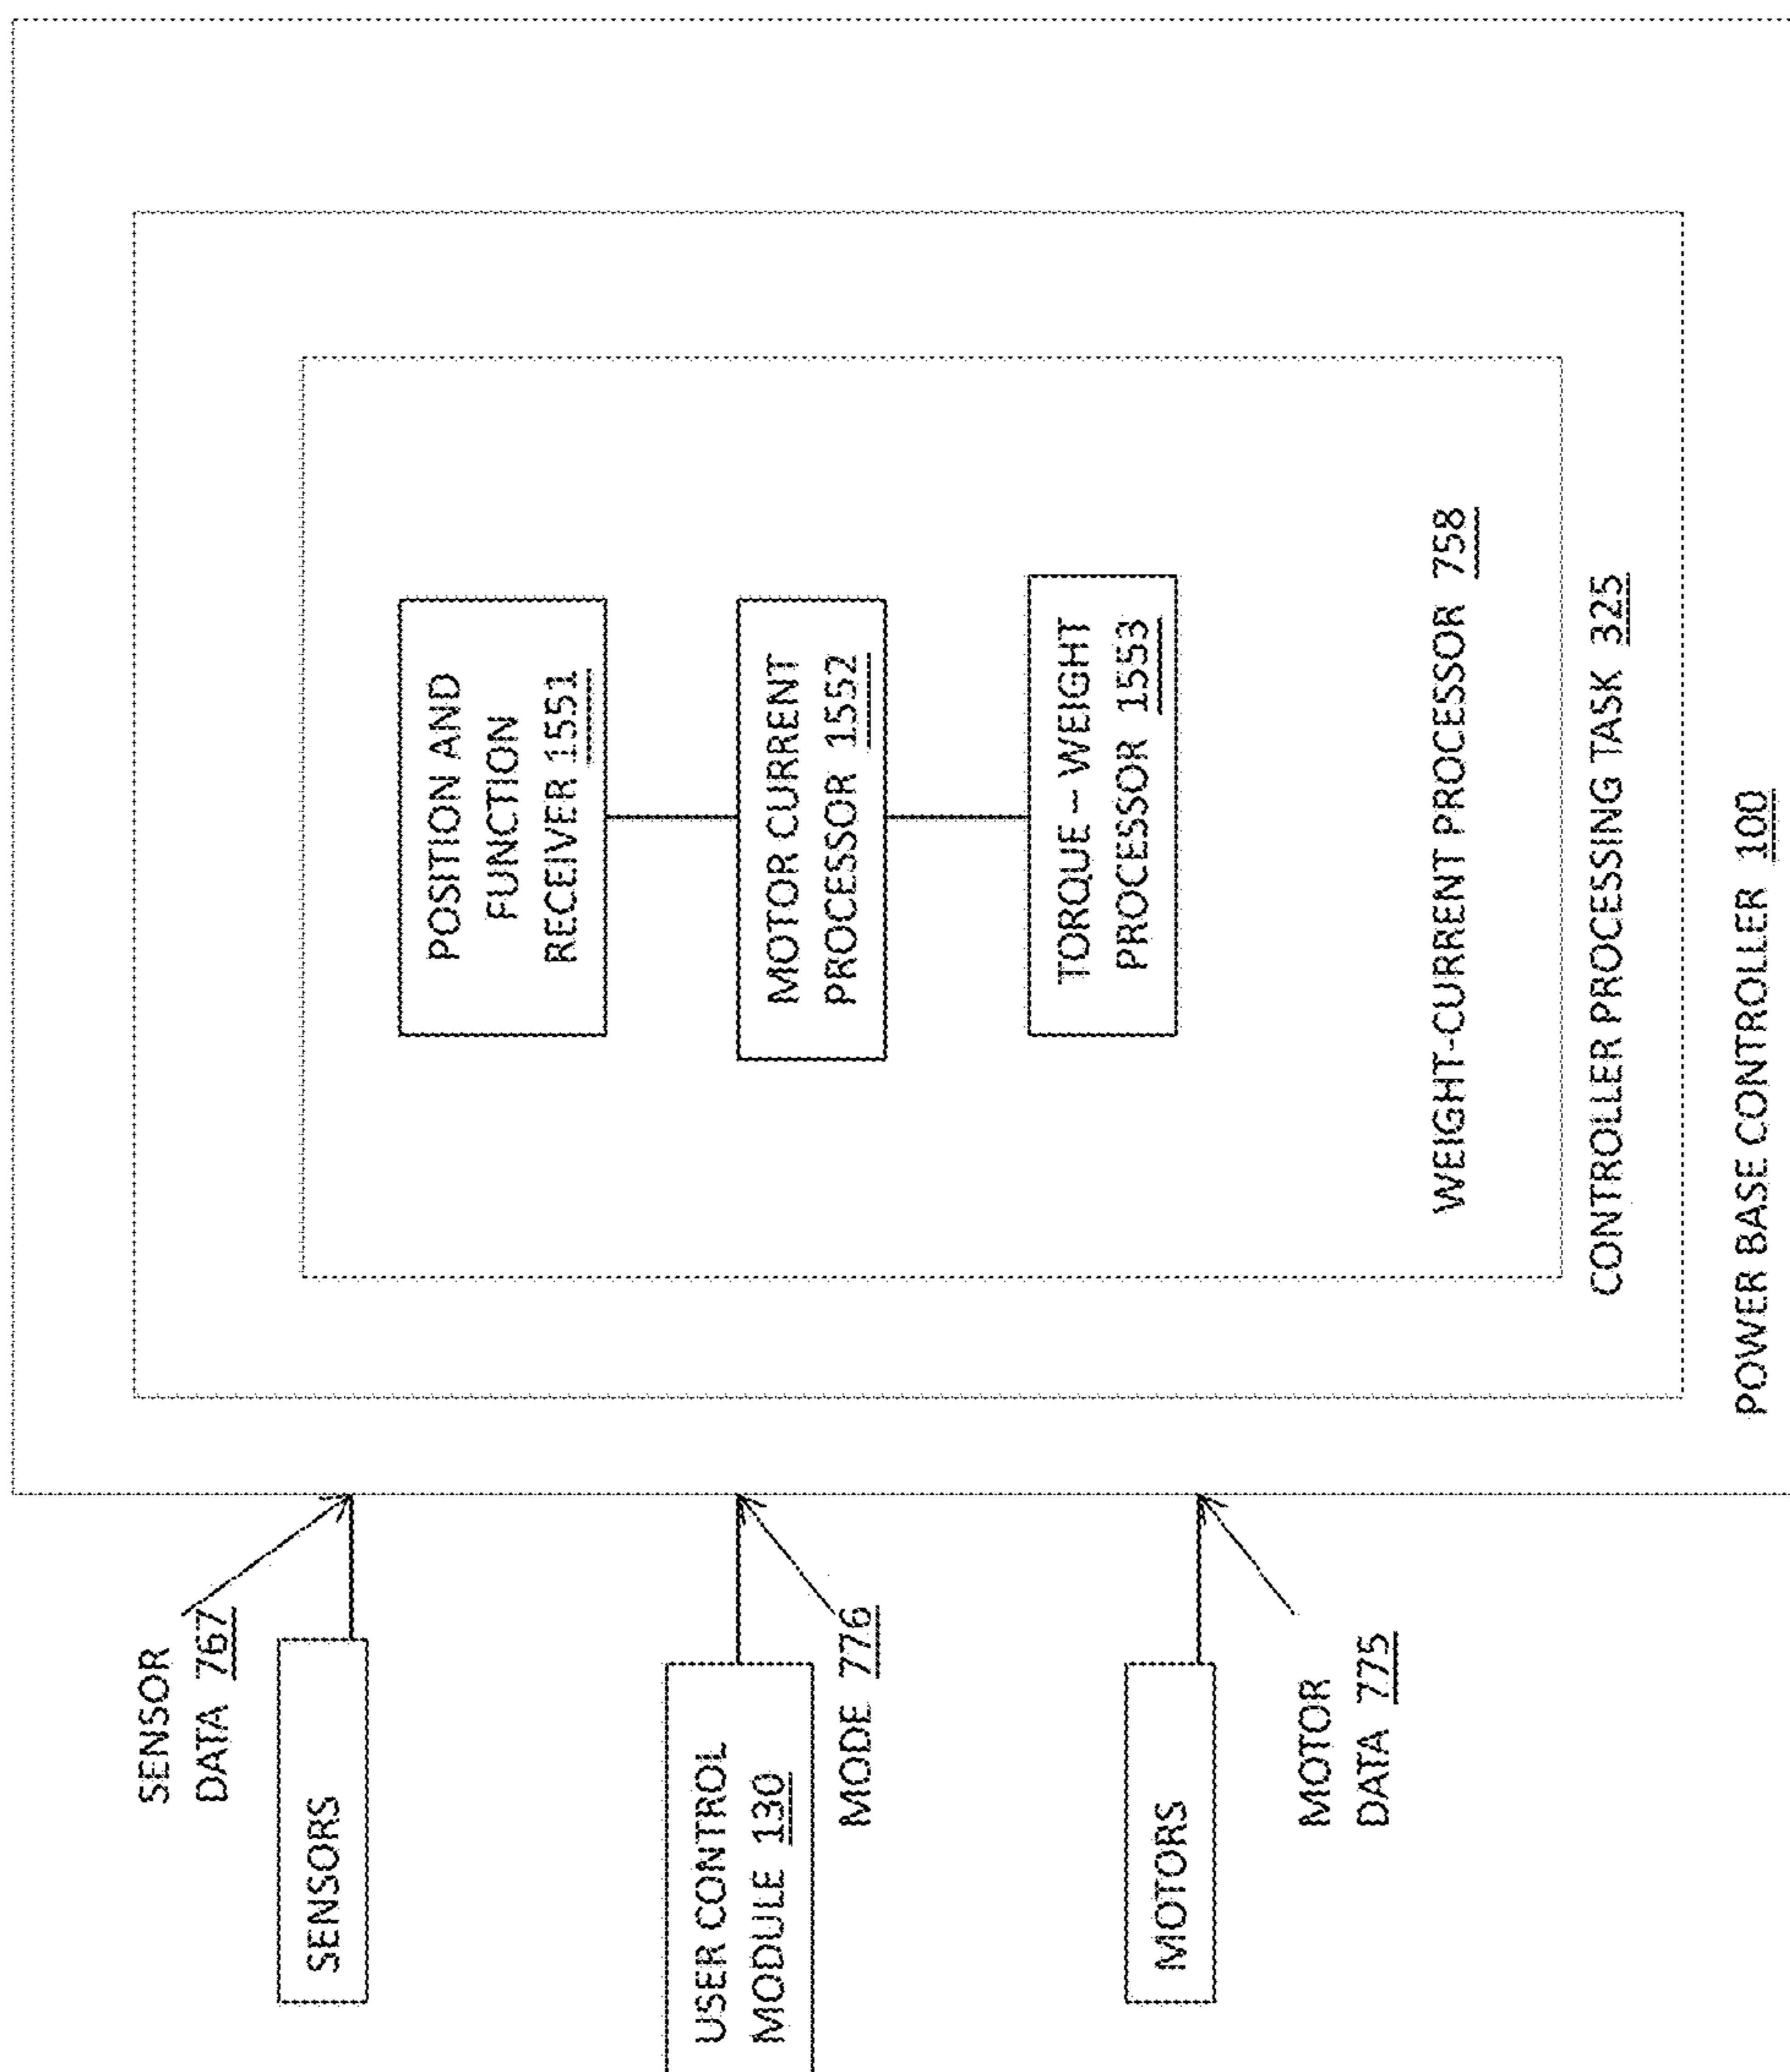 SENSOR
DATA 767
SENSORS
USER CONTROL
MODULE 130
MODE 776
MOTORS
MOTOR
DATA 775
POSITION AND
FUNCTION
RECEIVER 1551
MOTOR CURRENT
PROCESSOR 1552
TORQUE – WEIGHT
PROCESSOR 1553
WEIGHT-CURRENT PROCESSOR 758
CONTROLLER PROCESSING TASK 325
POWER BASE CONTROLLER 100